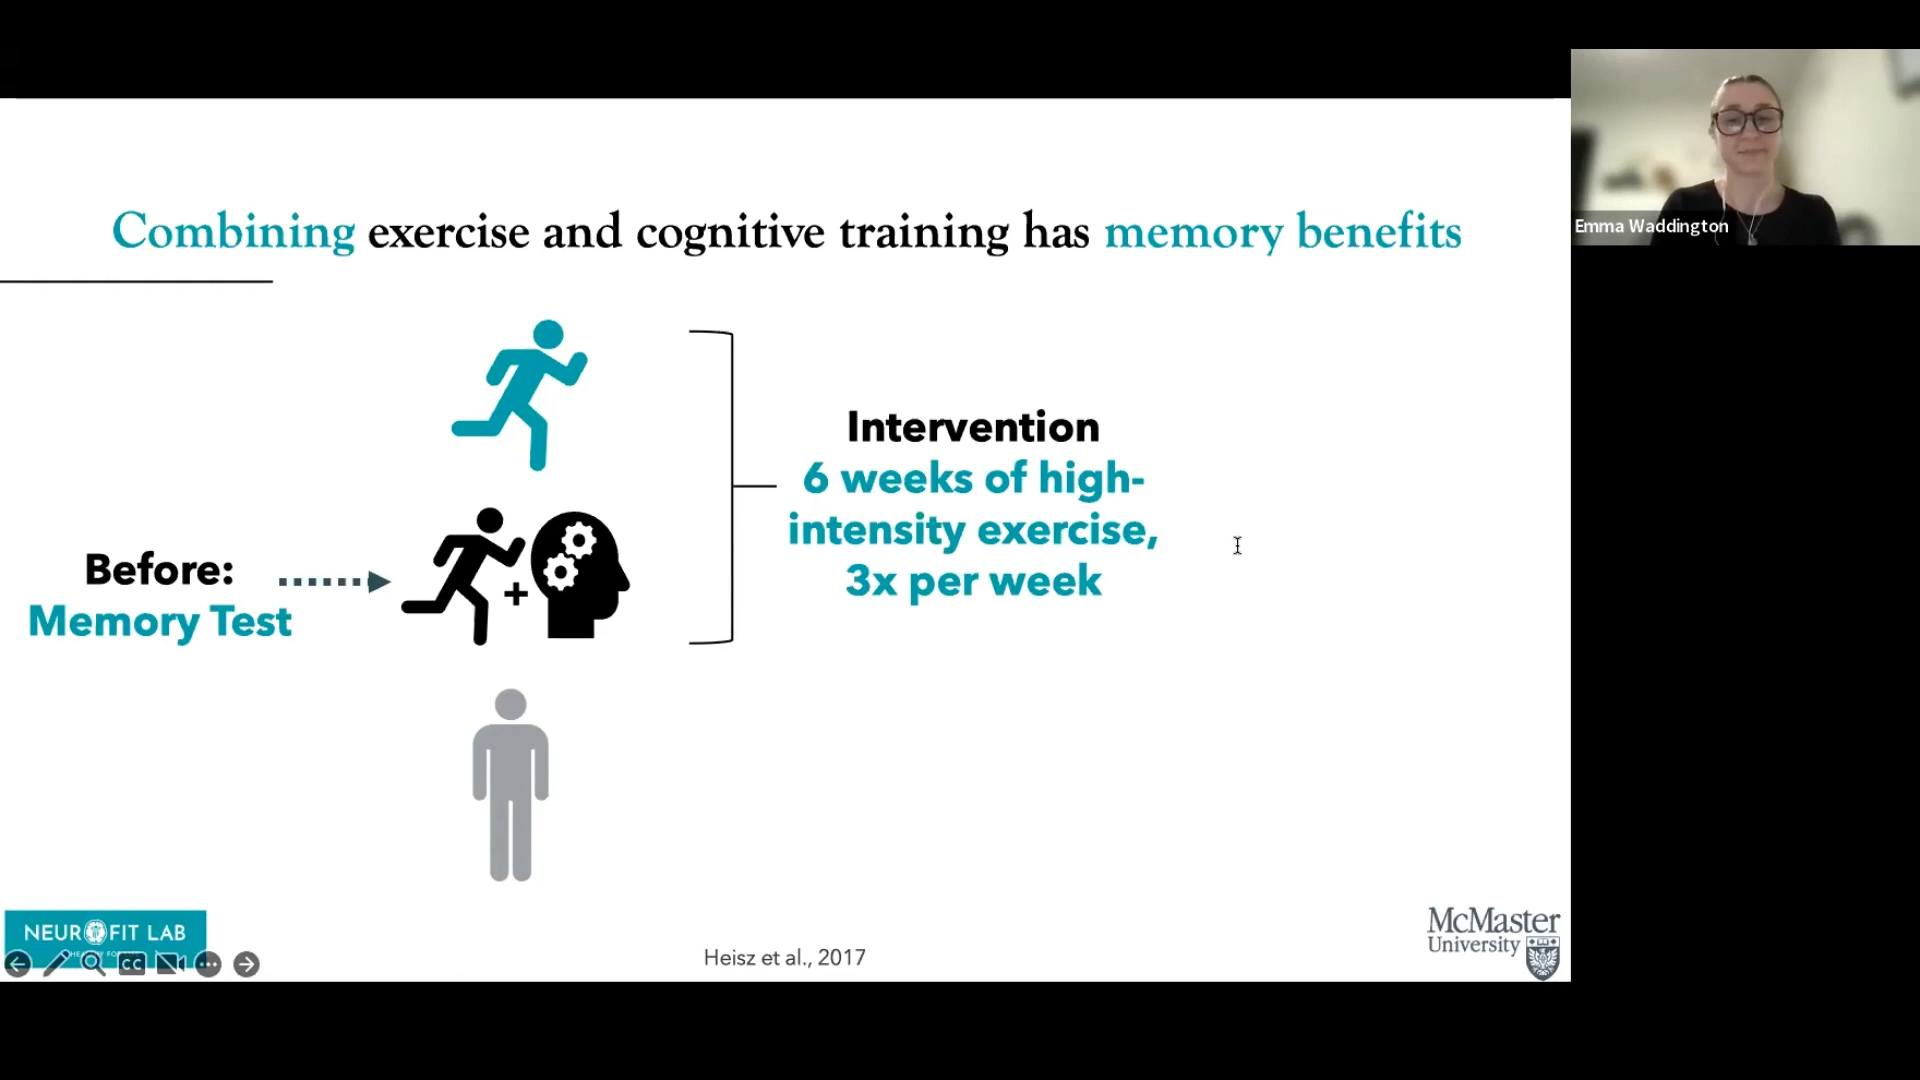 Combining exercise and cognitive training has memory benefits
Emma Waddington
Intervention
6 weeks of high-
intensity exercise,
3x per week
Before:
Memory Test
+
NEUROFIT LAB
CC
Heisz et al., 2017
McMaster
University